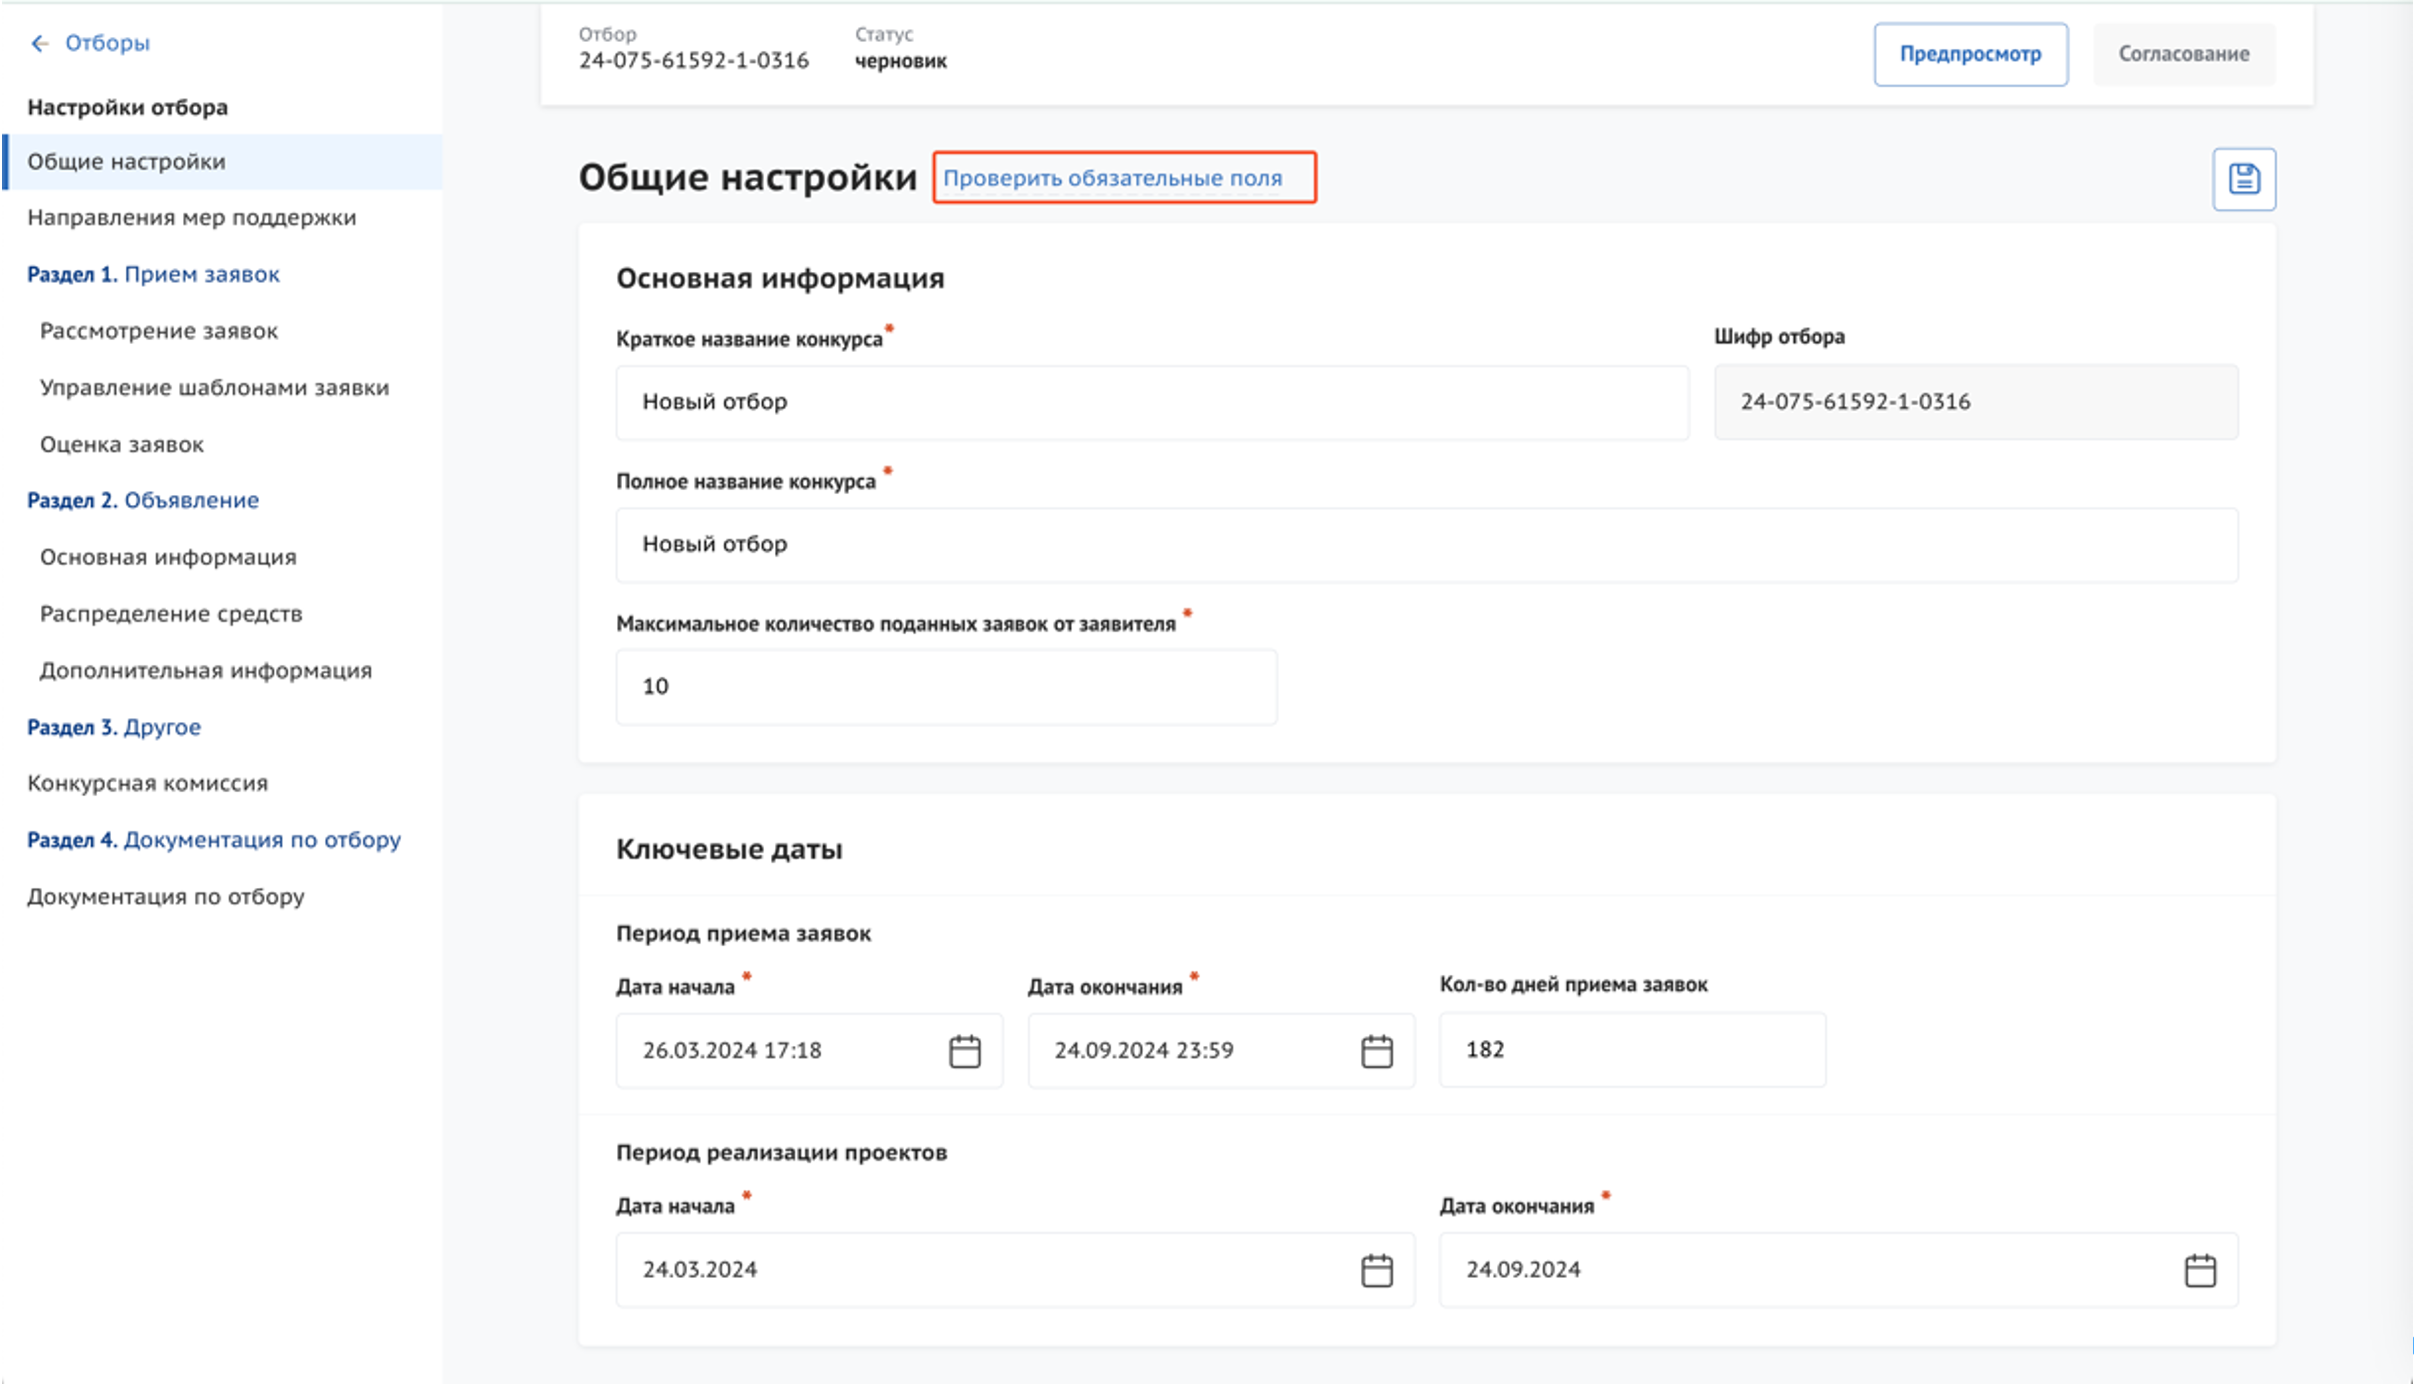 Отборы
Настройки отбора
Общие настройки
Направления мер поддержки
Раздел 1. Прием заявок
Рассмотрение заявок
Управление шаблонами заявки
Оценка заявок
Раздел 2. Объявление
Основная информация
Распределение средств
Дополнительная информация
Раздел 3. Другое
Конкурсная комиссия
Раздел 4. Документация по отбору
Документация по отбору
Отбор Статус
24-075-61592-1-0316 черновик
Предпросмотр Согласование
Общие настройки Проверить обязательные поля
Основная информация
Краткое название конкурса* Шифр отбора
Новый отбор 24-075-61592-1-0316
Полное название конкурса *
Новый отбор
Максимальное количество поданных заявок от заявителя *
10
Ключевые даты
Период приема заявок
Дата начала * Дата окончания * Кол-во дней приема заявок
26.03.2024 17:18 24.09.2024 23:59 182
Период реализации проектов
Дата начала * Дата окончания *
24.03.2024 24.09.2024